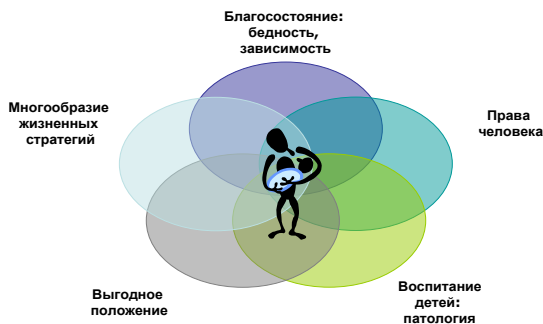 Благосостояние:
бедность,
зависимость
Многообразие
жизненных
стратегий
Права
человека
Выгодное
положение
Воспитание
детей:
патология